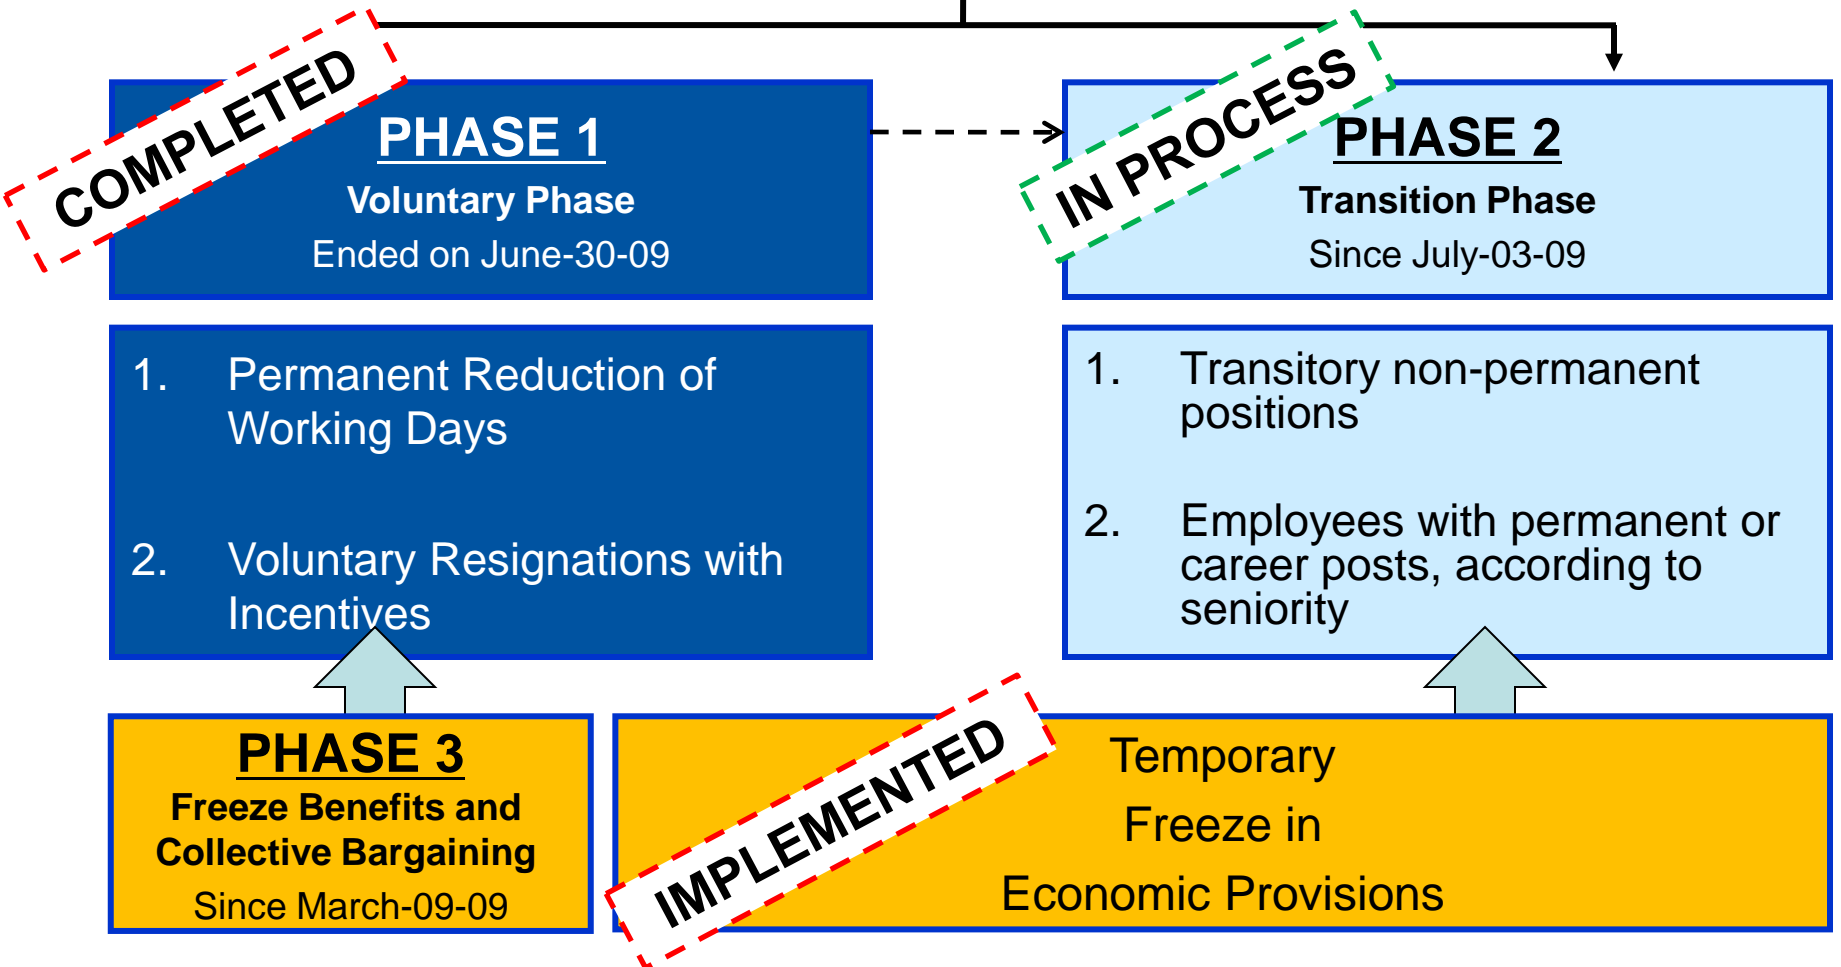 COMPLETED
PHASE 1
Voluntary Phase
Ended on June-30-09
IN PROCESS
PHASE 2
Transition Phase
Since July-03-09
1. Permanent Reduction of
Working Days
2. Voluntary Resignations with
Incentives
1. Transitory non-permanent
positions
2. Employees with permanent or
career posts, according to
seniority
PHASE 3
Freeze Benefits and
Collective Bargaining
Since March-09-09
IMPLEMENTED
Temporary
Freeze in
Economic Provisions